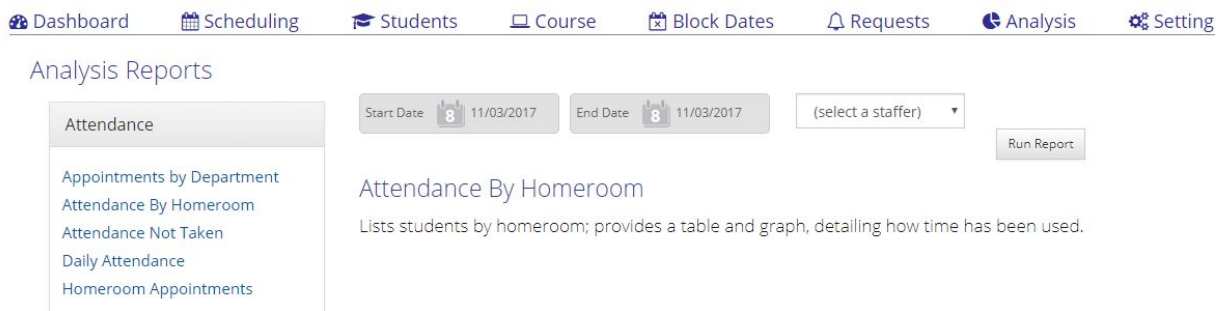 Dashboard Scheduling Students Course Block Dates Requests Analysis Setting
Analysis Reports
Attendance
Appointments by Department
Attendance By Homeroom
Attendance Not Taken
Daily Attendance
Homeroom Appointments
Start Date 8 11/03/2017 End Date 8 11/03/2017 (select a staffer)
Run Report
Attendance By Homeroom
Lists students by homeroom; provides a table and graph, detailing how time has been used.